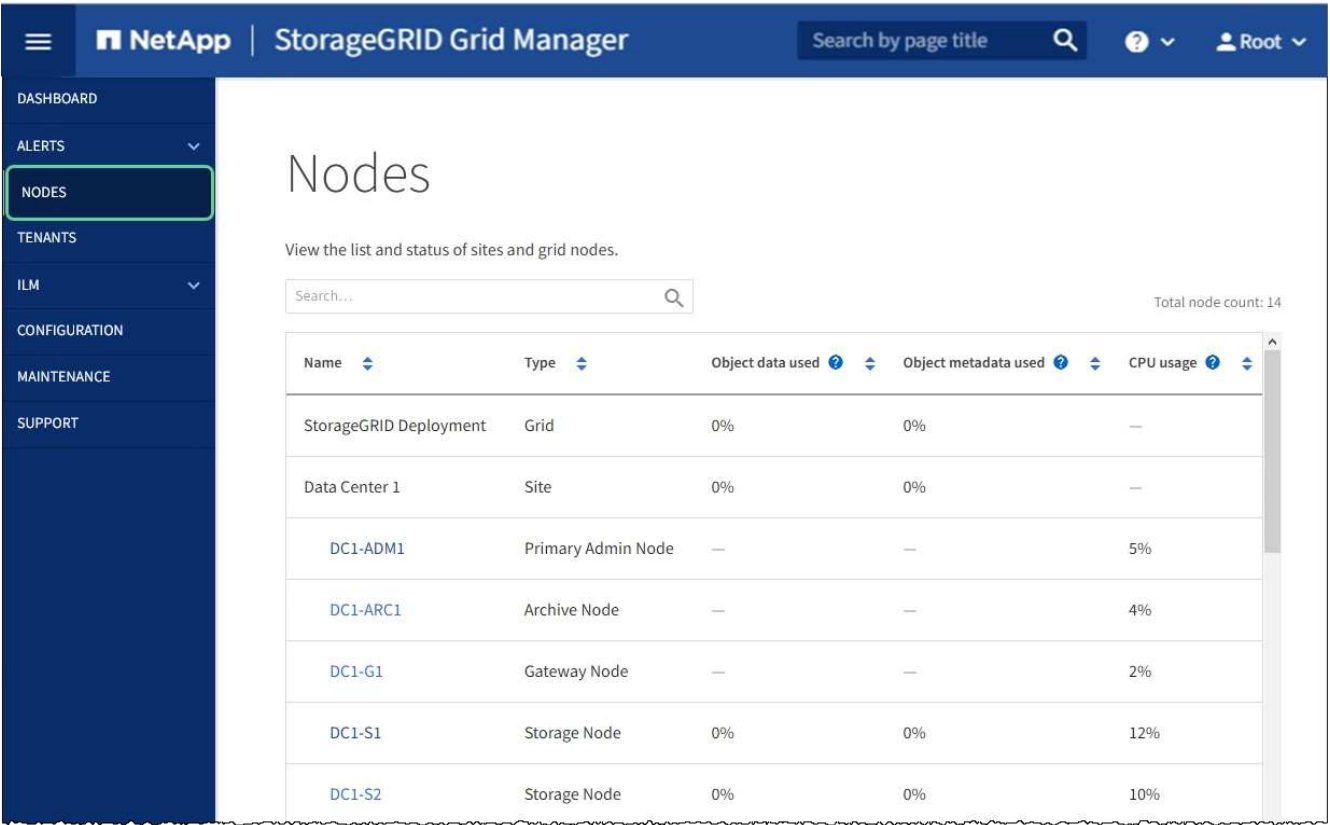 NetApp | StorageGRID Grid Manager Search by page title ? Root
DASHBOARD
ALERTS
NODES
TENANTS
ILM
CONFIGURATION
MAINTENANCE
SUPPORT
Nodes
View the list and status of sites and grid nodes.
Search...
Total node count: 14
Name Type Object data used ? Object metadata used ? CPU usage ?
StorageGRID Deployment Grid 0% 0% —
Data Center 1 Site 0% 0% —
DC1-ADM1 Primary Admin Node — — 5%
DC1-ARC1 Archive Node — — 4%
DC1-G1 Gateway Node — — 2%
DC1-S1 Storage Node 0% 0% 12%
DC1-S2 Storage Node 0% 0% 10%